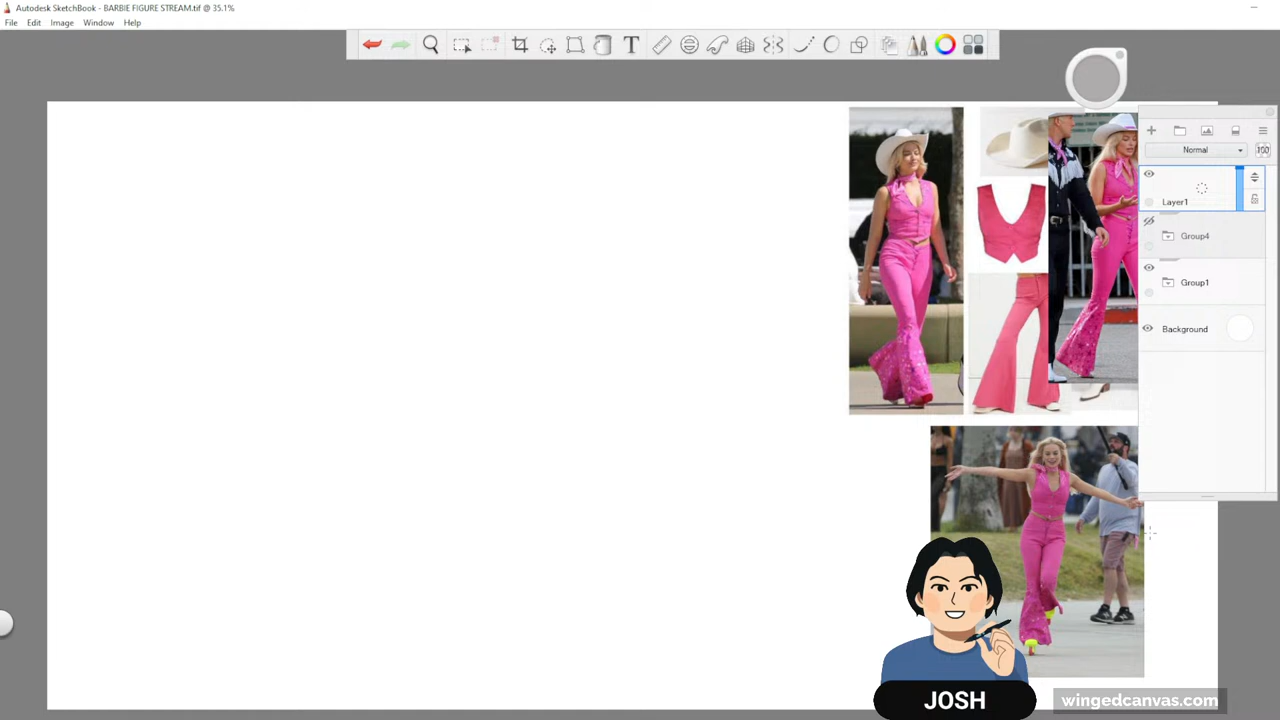 Autodesk SketchBook - BARBIE FIGURE STREAM.tif @ 35.1%
File Edit Image Window Help
Normal
100
Layer1
Group4
Group1
Background
JOSH
wingedcanvas.com